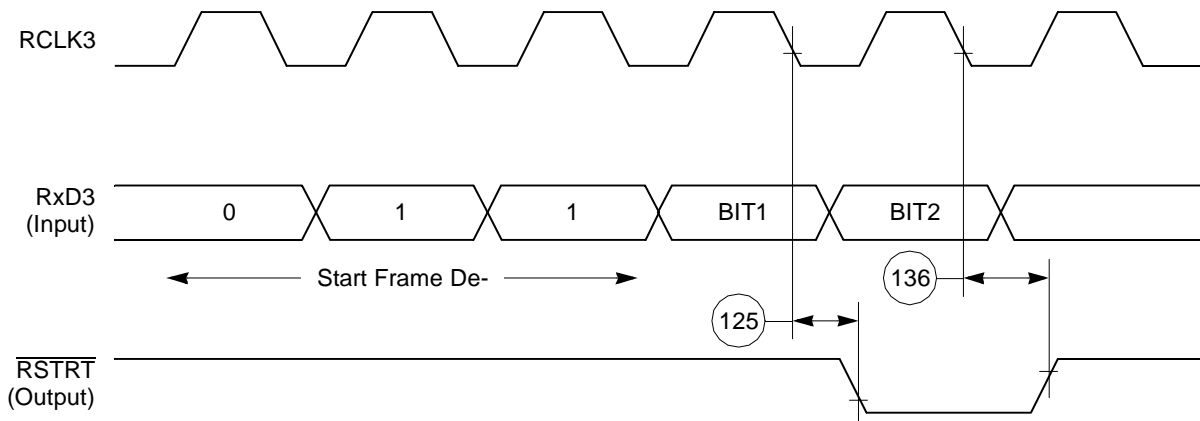 RCLK3
RxD3
(Input)
0
1
1
BIT1
BIT2
Start Frame De-
136
125
RSTRT
(Output)